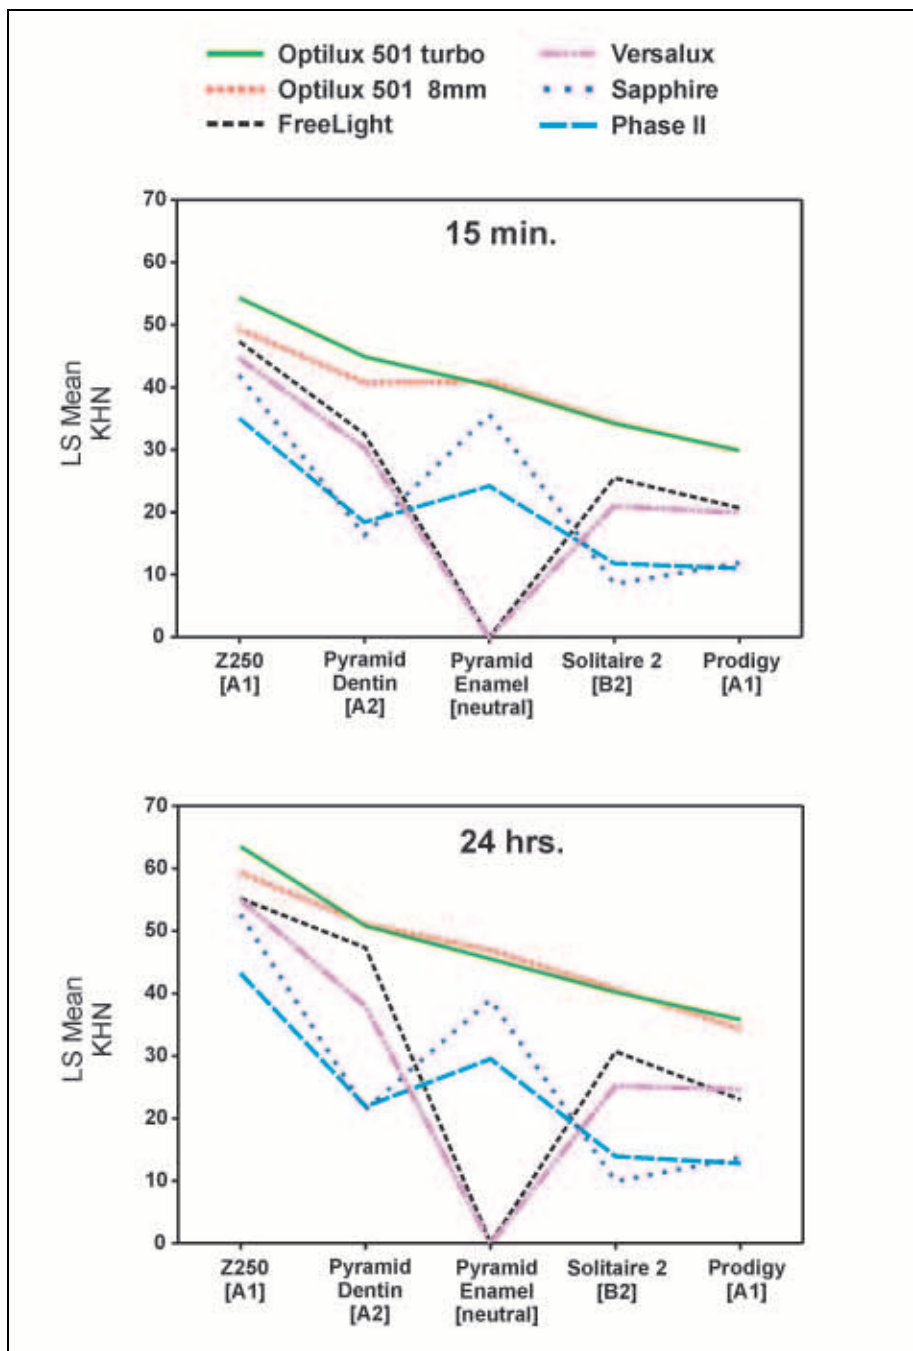 Optilux 501 turbo
Optilux 501 8mm
FreeLight
Versalux
Sapphire
Phase II
15 min.
LS Mean
KHN
70
60
50
40
30
20
10
0
Z250
[A1]
Pyramid
Dentin
[A2]
Pyramid
Enamel
[neutral]
Solitaire 2
[B2]
Prodigy
[A1]
24 hrs.
LS Mean
KHN
70
60
50
40
30
20
10
0
Z250
[A1]
Pyramid
Dentin
[A2]
Pyramid
Enamel
[neutral]
Solitaire 2
[B2]
Prodigy
[A1]